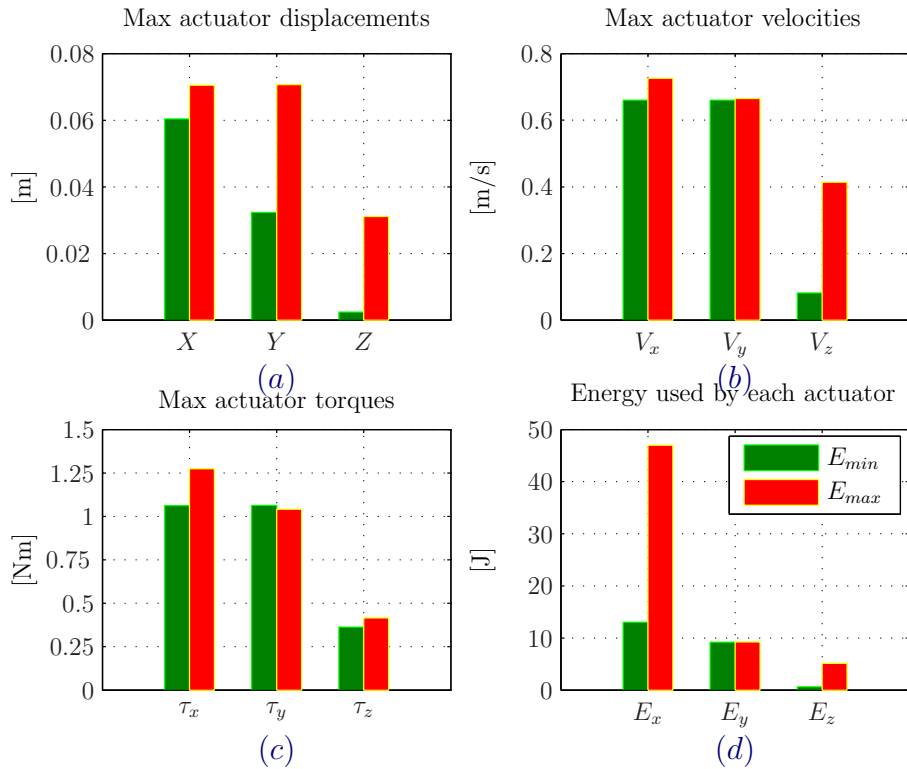 Max actuator displacements
0.08
0.06
0.04
0.02
0
[m]
X Y Z
(a)
Max actuator velocities
0.8
0.6
0.4
0.2
0
[m/s]
V_x V_y V_z
(b)
Max actuator torques
1.5
1.25
1
0.75
0.5
0.25
0
[Nm]
τ_x τ_y τ_z
(c)
Energy used by each actuator
50
40
30
20
10
0
[J]
E_min
E_max
E_x E_y E_z
(d)